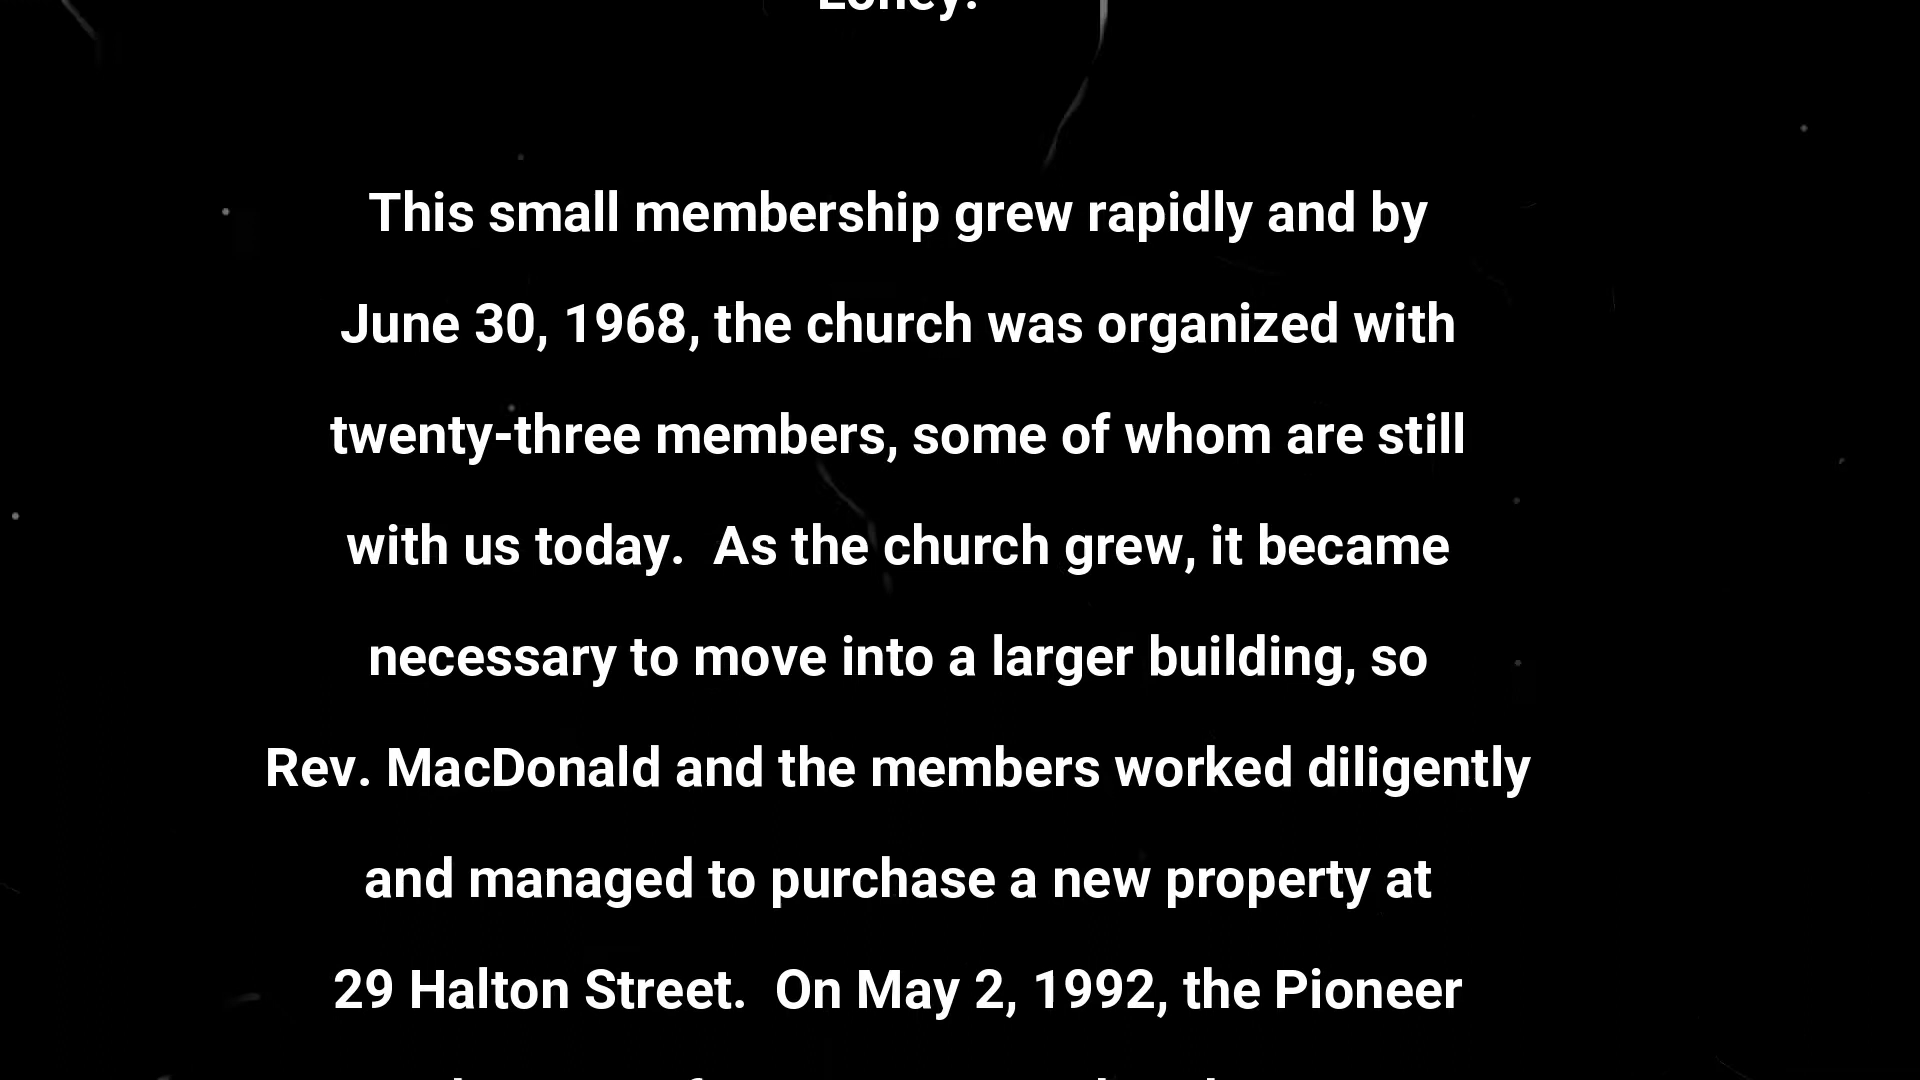 This small membership grew rapidly and by
June 30, 1968, the church was organized with
twenty-three members, some of whom are still
with us today.  As the church grew, it became
necessary to move into a larger building, so
Rev. MacDonald and the members worked diligently
and managed to purchase a new property at
29 Halton Street.  On May 2, 1992, the Pioneer